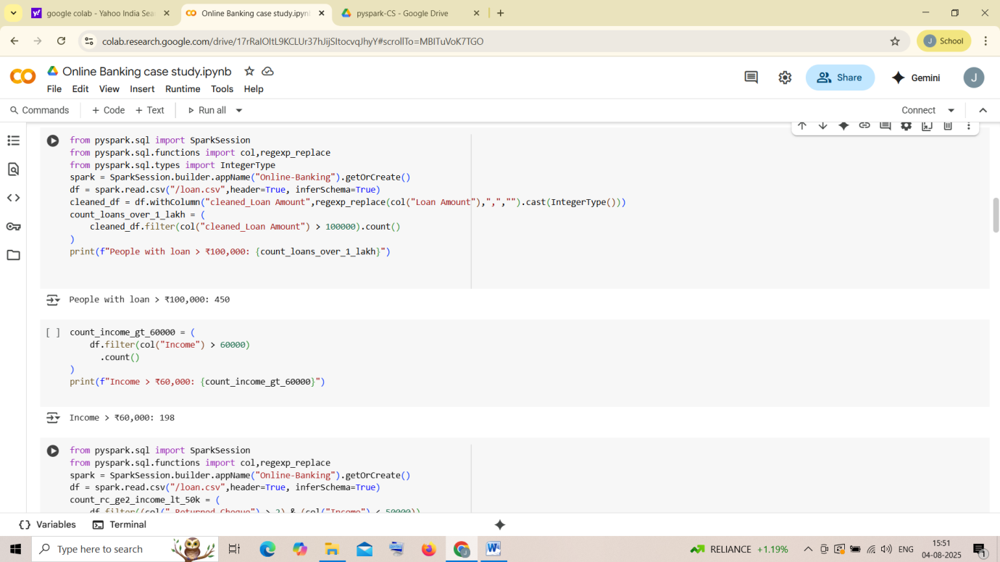 google colab - Yahoo India Sea
Online Banking case study.ipyn
pyspark-CS - Google Drive
colab.research.google.com/drive/17rRaIOltL9KCLUr37hJijSltocvqJhyY#scrollTo=MBITuVoK7TGO
J School
Online Banking case study.ipynb
Share
Gemini
J
File Edit View Insert Runtime Tools Help
Commands + Code + Text Run all
Connect
from pyspark.sql import SparkSession
from pyspark.sql.functions import col,regexp_replace
from pyspark.sql.types import IntegerType
spark = SparkSession.builder.appName("Online-Banking").getOrCreate()
df = spark.read.csv("/loan.csv",header=True, inferSchema=True)
cleaned_df = df.withColumn("cleaned_Loan Amount",regexp_replace(col("Loan Amount"),",","").cast(IntegerType()))
count_loans_over_1_lakh = (
cleaned_df.filter(col("cleaned_Loan Amount") > 100000).count()
)
print(f"People with loan > ₹100,000: {count_loans_over_1_lakh}")
People with loan > ₹100,000: 450
[ ] count_income_gt_60000 = (
df.filter(col("Income") > 60000)
.count()
)
print(f"Income > ₹60,000: {count_income_gt_60000}")
Income > ₹60,000: 198
from pyspark.sql import SparkSession
from pyspark.sql.functions import col,regexp_replace
spark = SparkSession.builder.appName("Online-Banking").getOrCreate()
df = spark.read.csv("/loan.csv",header=True, inferSchema=True)
count_rc_ge2_income_lt_50k = (
df.filter((col(" Returned Cheque") > 2) & (col("Income") < 50000))
Variables Terminal
Type here to search
RELIANCE +1.19%
ENG
15:51
04-08-2025
1